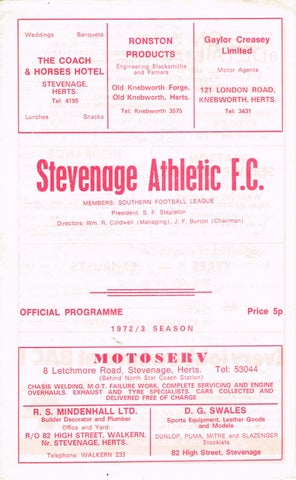 Weddings Banquets
THE COACH
& HORSES HOTEL
STEVENAGE,
HERTS.
Tel: 4195
Lunches Snacks
RONSTON
PRODUCTS
Engineering Blacksmiths
and Farriers
Old Knebworth Forge.
Old Knebworth. Herts.
Tel: Knebworth 3575
Gaylor Creasey
Limited
Motor Agents
121 LONDON ROAD,
KNEBWORTH, HERTS.
Tel: 3431
Stevenage Athletic F.C.
MEMBERS: SOUTHERN FOOTBALL LEAGUE
President: S. F. Stapleton
Directors: Wm. R. Coldwell (Managing), J. F. Burton (Chairman)
OFFICIAL PROGRAMME Price 5p
1972/3 SEASON
MOTOSERV
8 Letchmore Road, Stevenage, Herts. Tel: 53044
(Behind North Star Coach Station)
CHASIS WELDING, M.O.T. FAILURE WORK, COMPLETE SERVICING AND ENGINE
OVERHAULS. EXHAUST AND TYRE SPECIALISTS. CARS COLLECTED AND
DELIVERED FREE OF CHARGE.
R. S. MINDENHALL LTD.
Builder Decorator and Plumber
Office and Yard:
R/O 82 HIGH STREET, WALKERN.
Nr. STEVENAGE, HERTS.
Telephone: WALKERN 233
D. G. SWALES
Sports Equipment, Leather Goods
and Models
DUNLOP, PUMA, MITRE and SLAZENGER
Stockists
82 High Street, Stevenage